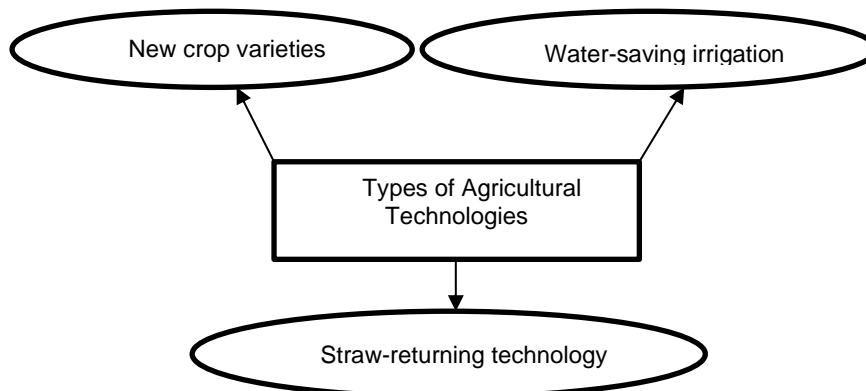 New crop varieties
Water-saving irrigation
Types of Agricultural
Technologies
Straw-returning technology